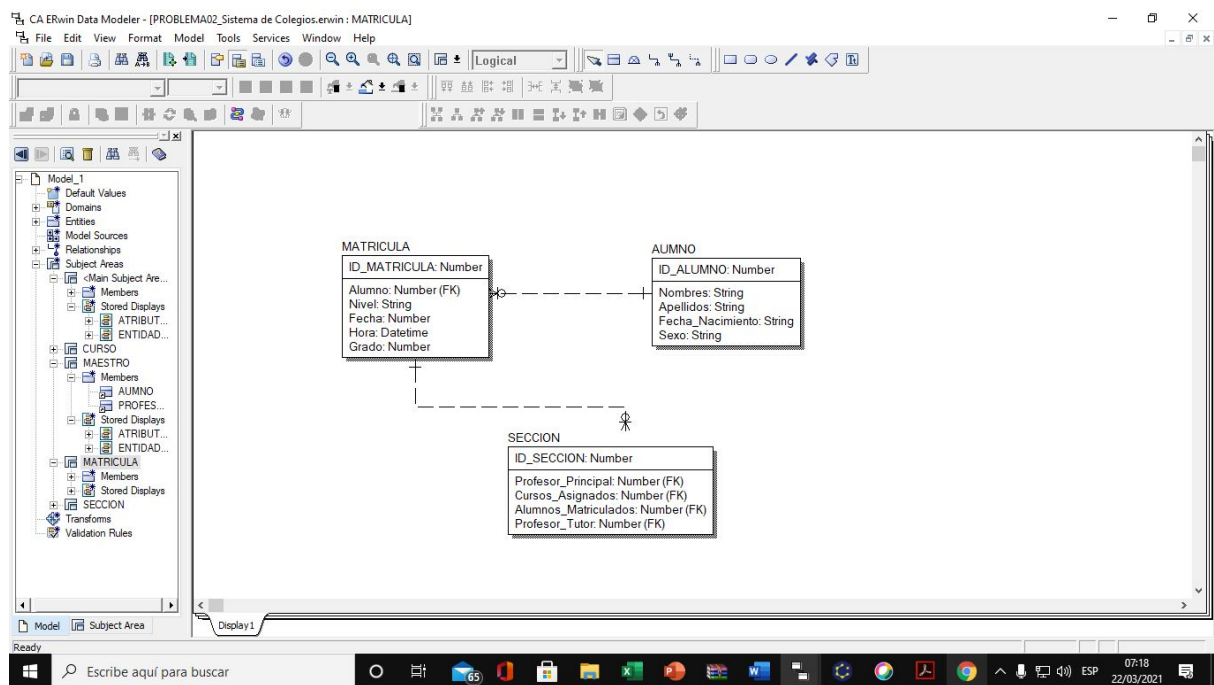 CA ERwin Data Modeler - [PROBLEMA02_Sistema de Colegios.erwin : MATRICULA]
File Edit View Format Model Tools Services Window Help
Logical
Model_1
Default Values
Domains
Entities
Model Sources
Relationships
Subject Areas
<Main Subject Are...
Members
Stored Displays
ATRIBUT...
ENTIDAD...
CURSO
MAESTRO
Members
AUMNO
PROFES...
Stored Displays
ATRIBUT...
ENTIDAD...
MATRICULA
Members
Stored Displays
SECCION
Transforms
Validation Rules
Model Subject Area
MATRICULA
ID_MATRICULA: Number
Alumno: Number (FK)
Nivel: String
Fecha: Number
Hora: Datetime
Grado: Number
AUMNO
ID_ALUMNO: Number
Nombres: String
Apellidos: String
Fecha_Nacimiento: String
Sexo: String
SECCION
ID_SECCION: Number
Profesor_Principal: Number (FK)
Cursos_Asignados: Number (FK)
Alumnos_Matriculados: Number (FK)
Profesor_Tutor: Number (FK)
Display1
Ready
Escribe aquí para buscar
65
ESP
07:18
22/03/2021